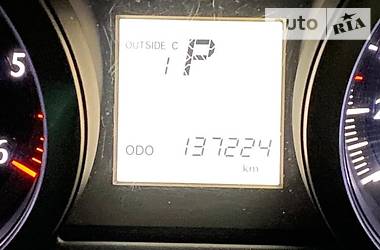 auto RIA
OUTSIDE C
1 P
5
6
ODO 137224
km